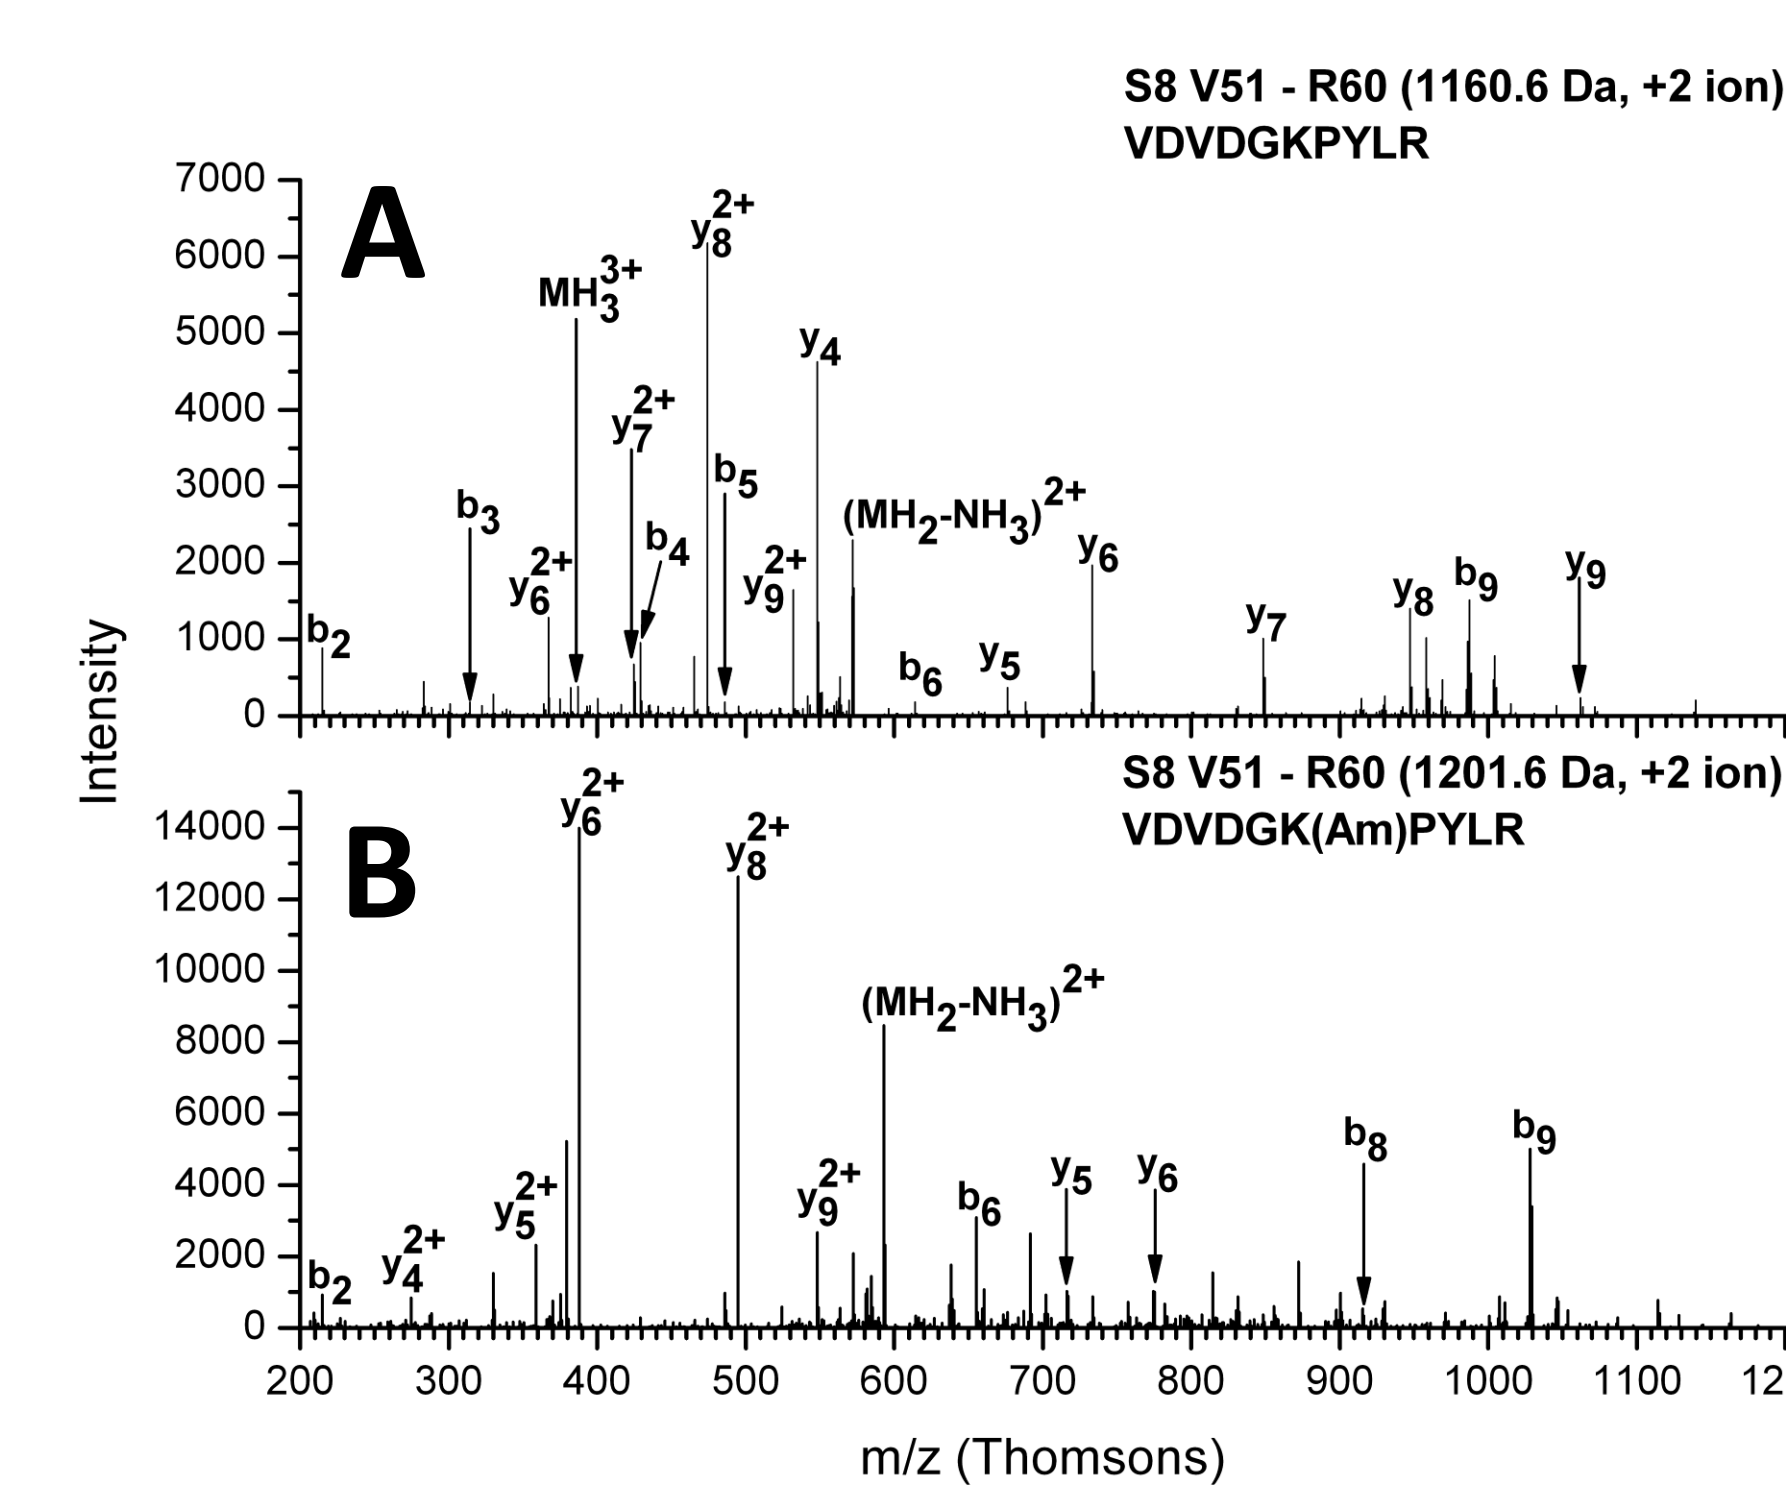 S8 V51 - R60 (1160.6 Da, +2 ion)
VDVDGKPYLR
A
7000
6000
5000
4000
3000
2000
1000
0
b2
b3
y6 2+
MH3 3+
y7 2+
b4
y8 2+
b5
y9 2+
y4
(MH2-NH3)2+
b6
y5
y6
y7
y8
b9
y9
Intensity
S8 V51 - R60 (1201.6 Da, +2 ion)
VDVDGK(Am)PYLR
B
14000
12000
10000
8000
6000
4000
2000
0
b2
y4 2+
y5 2+
y6 2+
y8 2+
y9 2+
(MH2-NH3)2+
b6
y5
y6
b8
b9
200 300 400 500 600 700 800 900 1000 1100 12
m/z (Thomsons)